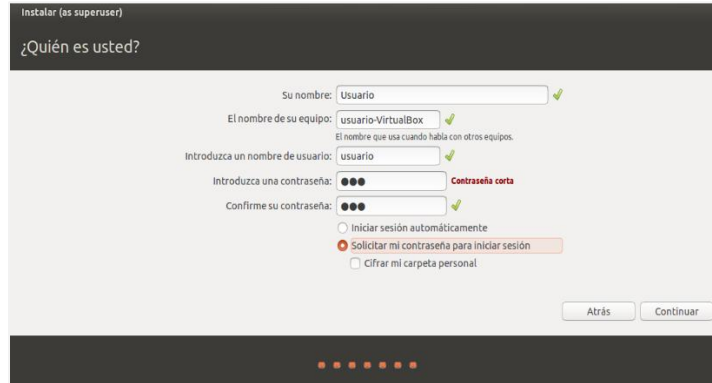 Instalar (as superuser)
¿Quién es usted?
Su nombre: Usuario
El nombre de su equipo: usuario-VirtualBox
El nombre que usa cuando habla con otros equipos.
Introduzca un nombre de usuario: usuario
Introduzca una contraseña: ●●● Contraseña corta
Confirme su contraseña: ●●●
Iniciar sesión automáticamente
Solicitar mi contraseña para iniciar sesión
Cifrar mi carpeta personal
Atrás Continuar